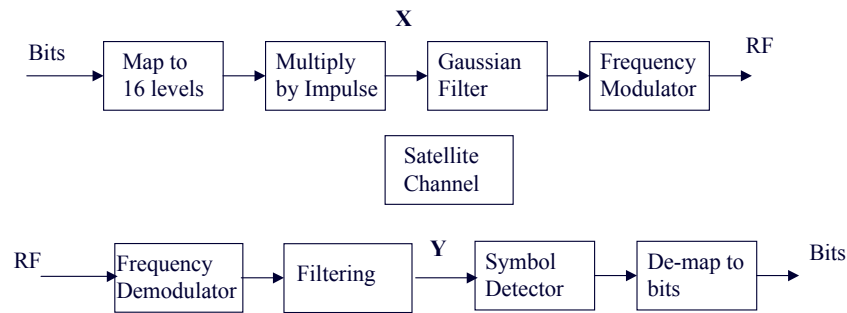 X
Bits
Map to
16 levels
Multiply
by Impulse
Gaussian
Filter
Frequency
Modulator
RF
Satellite
Channel
RF
Frequency
Demodulator
Filtering
Y
Symbol
Detector
De-map to
bits
Bits